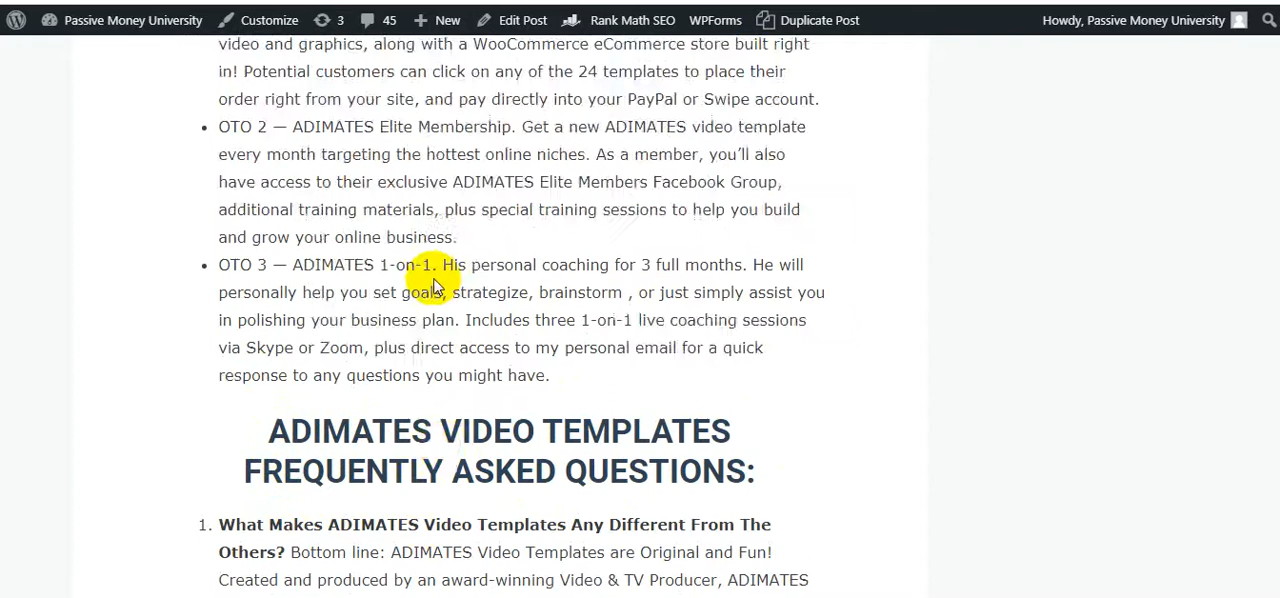 Passive Money University Customize 3 45 New Edit Post Rank Math SEO WPForms Duplicate Post Howdy, Passive Money University
video and graphics, along with a WooCommerce eCommerce store built right
in! Potential customers can click on any of the 24 templates to place their
order right from your site, and pay directly into your PayPal or Swipe account.
• OTO 2 — ADIMATES Elite Membership. Get a new ADIMATES video template
every month targeting the hottest online niches. As a member, you’ll also
have access to their exclusive ADIMATES Elite Members Facebook Group,
additional training materials, plus special training sessions to help you build
and grow your online business.
• OTO 3 — ADIMATES 1-on-1. His personal coaching for 3 full months. He will
personally help you set goals, strategize, brainstorm , or just simply assist you
in polishing your business plan. Includes three 1-on-1 live coaching sessions
via Skype or Zoom, plus direct access to my personal email for a quick
response to any questions you might have.
ADIMATES VIDEO TEMPLATES
FREQUENTLY ASKED QUESTIONS:
1. What Makes ADIMATES Video Templates Any Different From The
Others? Bottom line: ADIMATES Video Templates are Original and Fun!
Created and produced by an award-winning Video & TV Producer, ADIMATES